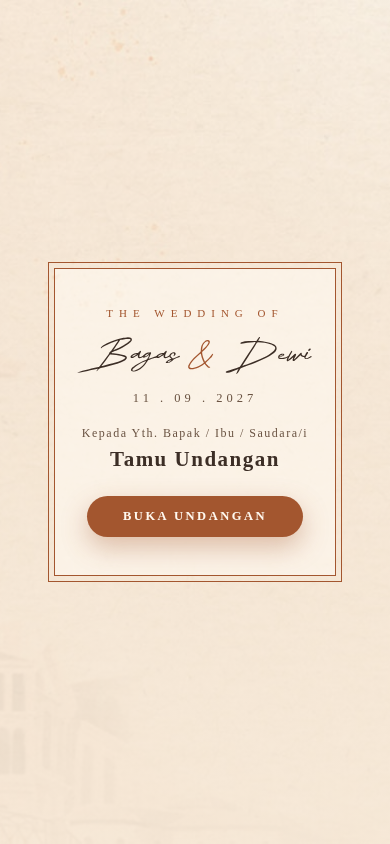 THE WEDDING OF
Bagas & Dewi
11 . 09 . 2027
Kepada Yth. Bapak / Ibu / Saudara/i
Tamu Undangan
BUKA UNDANGAN